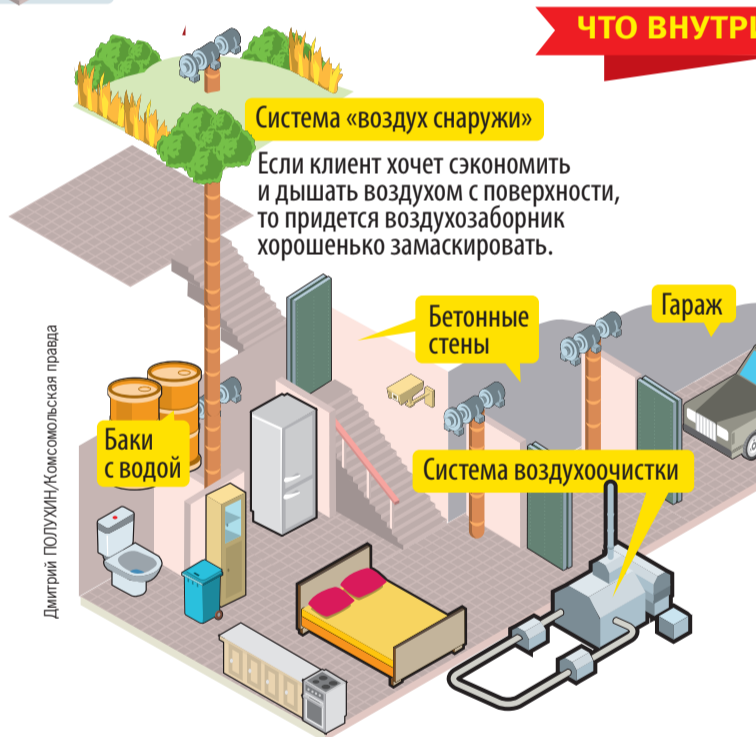 ЧТО ВНУТРИ
Система «воздух снаружи»
Если клиент хочет сэкономить
и дышать воздухом с поверхности,
то придется воздухозаборник
хорошенько замаскировать.
Бетонные
стены
Гараж
Баки
с водой
Система воздухоочистки
Дмитрий ПОЛУХИН/Комсомольская правда